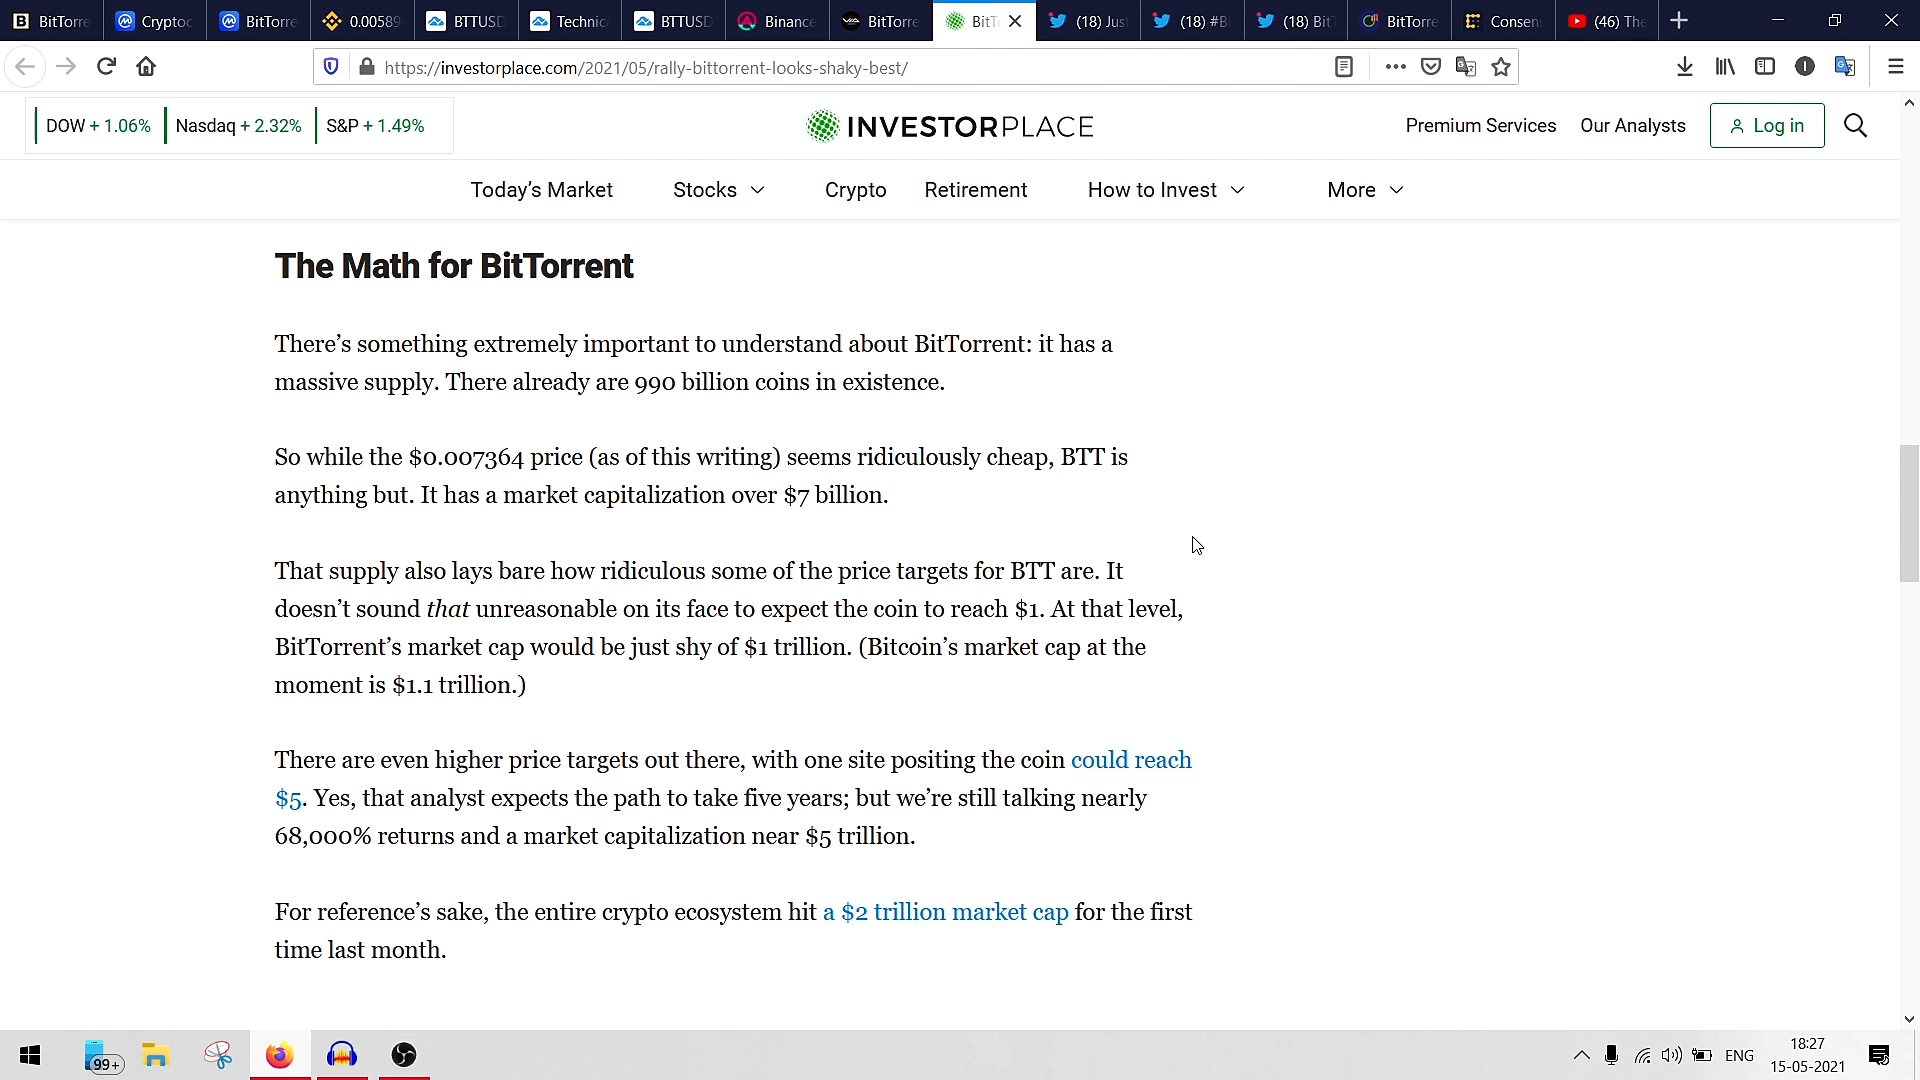 BitTorre
Cryptoc
BitTorre
0.00589
BTTUSD
Technica
BTTUSD
Binance
BitTorre
BitTo
(18) Jus
(18) #B
(18) BitT
BitTorre
Consen
(46) The
https://investorplace.com/2021/05/rally-bittorrent-looks-shaky-best/
DOW + 1.06%
Nasdaq + 2.32%
S&P + 1.49%
INVESTORPLACE
Premium Services
Our Analysts
Log in
Today’s Market
Stocks
Crypto
Retirement
How to Invest
More
The Math for BitTorrent
There’s something extremely important to understand about BitTorrent: it has a
massive supply. There already are 990 billion coins in existence.
So while the $0.007364 price (as of this writing) seems ridiculously cheap, BTT is
anything but. It has a market capitalization over $7 billion.
That supply also lays bare how ridiculous some of the price targets for BTT are. It
doesn’t sound that unreasonable on its face to expect the coin to reach $1. At that level,
BitTorrent’s market cap would be just shy of $1 trillion. (Bitcoin’s market cap at the
moment is $1.1 trillion.)
There are even higher price targets out there, with one site positing the coin could reach
$5. Yes, that analyst expects the path to take five years; but we’re still talking nearly
68,000% returns and a market capitalization near $5 trillion.
For reference’s sake, the entire crypto ecosystem hit a $2 trillion market cap for the first
time last month.
99+
ENG
18:27
15-05-2021